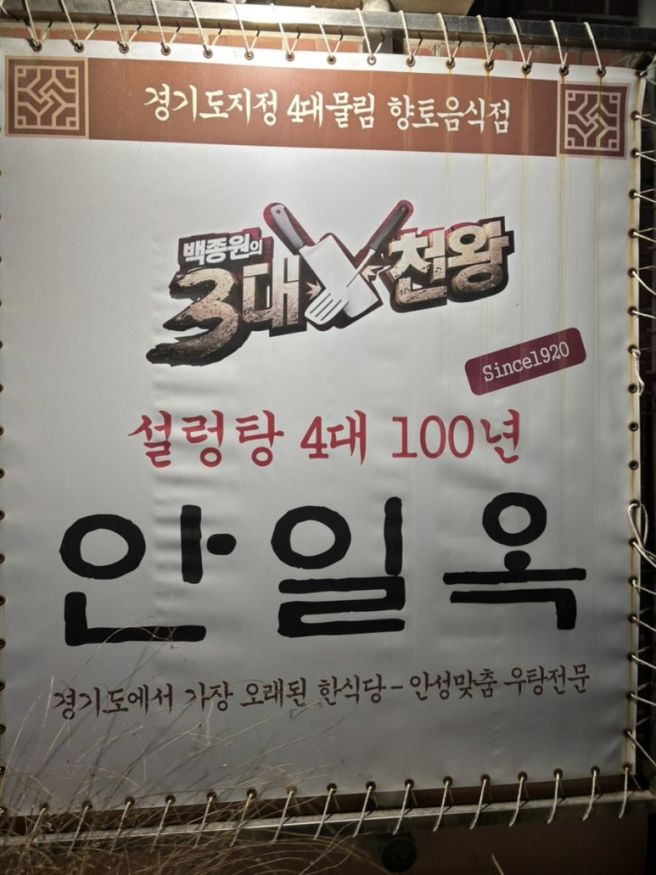 경기도지정 4대물림 향토음식점
백종원의
3대천왕
Since1920
설렁탕 4대 100년
안일옥
경기도에서 가장 오래된 한식당-안성맞춤 우탕전문